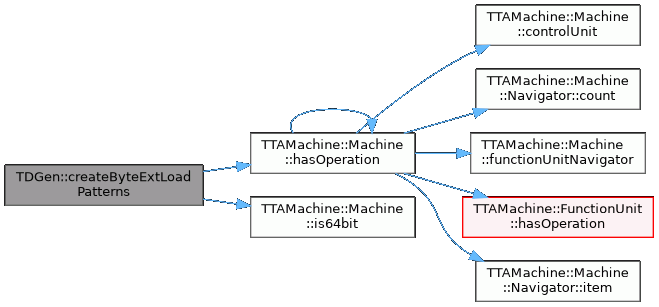 TDGen::createByteExtLoad
Patterns
TTAMachine::Machine
::hasOperation
TTAMachine::Machine
::is64bit
TTAMachine::Machine
::controlUnit
TTAMachine::Machine
::Navigator::count
TTAMachine::Machine
::functionUnitNavigator
TTAMachine::FunctionUnit
::hasOperation
TTAMachine::Machine
::Navigator::item